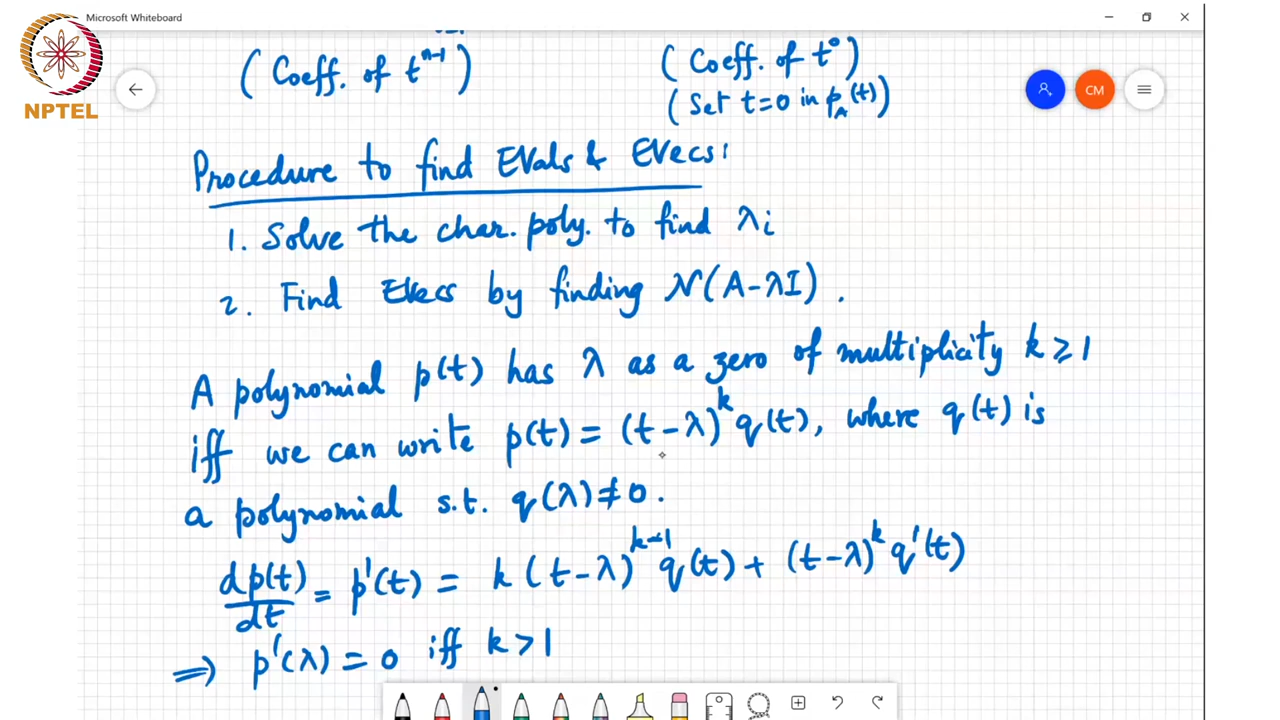 Microsoft Whiteboard
NPTEL
CM
(Coeff. of t^{n-1})
(Coeff. of t^0)
(Set t=0 in p_A(t))
Procedure to find EVals & EVecs:
1. Solve the char. poly. to find λi
2. Find EVecs by finding N(A-λI).
A polynomial p(t) has λ as a zero of multiplicity k ≥ 1
iff we can write p(t) = (t-λ)^k q(t), where q(t) is
a polynomial s.t. q(λ) ≠ 0.
dp(t)/dt = p'(t) = k(t-λ)^{k-1} q(t) + (t-λ)^k q'(t)
⇒ p'(λ) = 0 iff k > 1